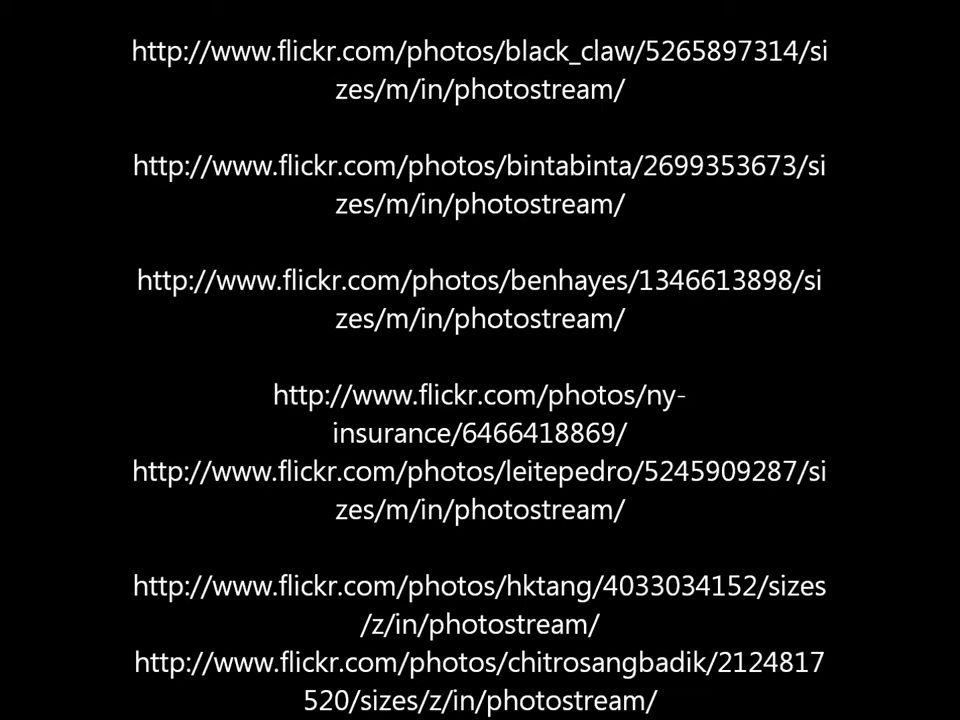 http://www.flickr.com/photos/black_claw/5265897314/si
zes/m/in/photostream/
http://www.flickr.com/photos/bintabinta/2699353673/si
zes/m/in/photostream/
http://www.flickr.com/photos/benhayes/1346613898/si
zes/m/in/photostream/
http://www.flickr.com/photos/ny-
insurance/6466418869/
http://www.flickr.com/photos/leitepedro/5245909287/si
zes/m/in/photostream/
http://www.flickr.com/photos/hktang/4033034152/sizes
/z/in/photostream/
http://www.flickr.com/photos/chitrosangbadik/2124817
520/sizes/z/in/photostream/